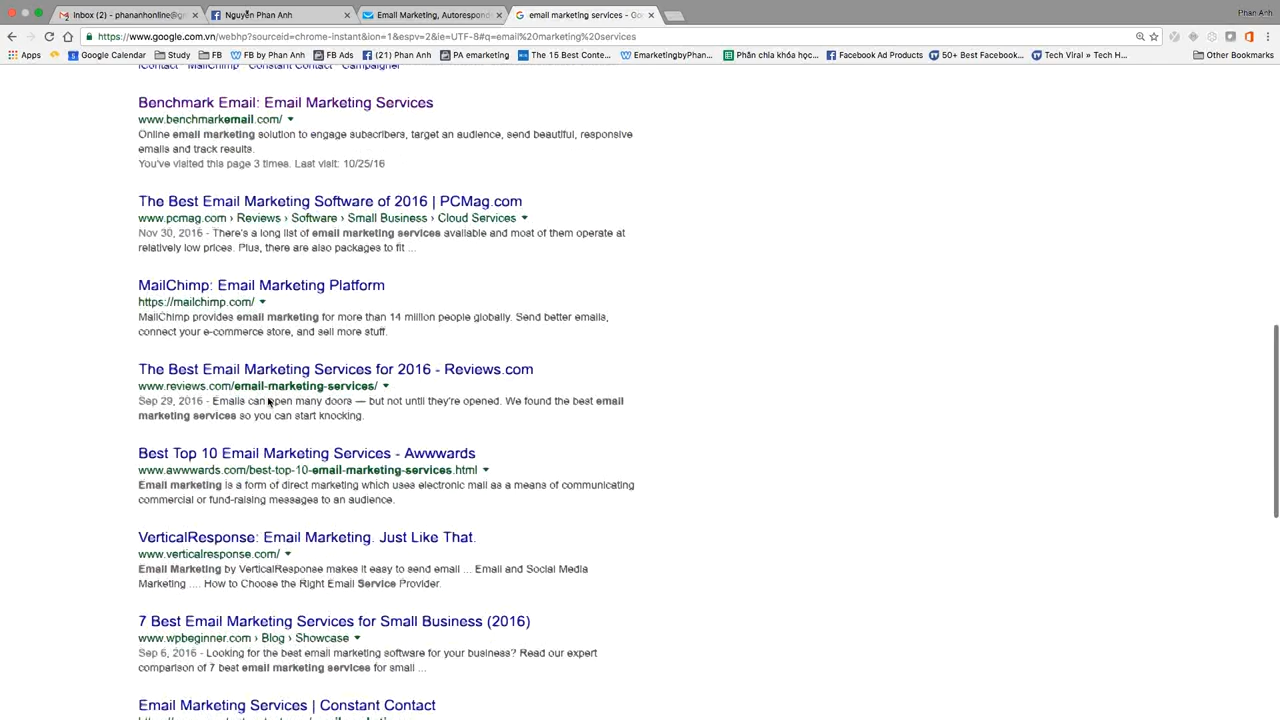 Inbox (2) - phananhonline@g
Nguyễn Phan Anh
Email Marketing, Autorespond
email marketing services - Goo
Phan Anh
https://www.google.com.vn/webhp?sourceid=chrome-instant&ion=1&espv=2&ie=UTF-8#q=email%20marketing%20services
Google Calendar
Study
FB
FB by Phan Anh
FB Ads
(21) Phan Anh
PA emarketing
The 15 Best Conte...
EmarketingbyPhan...
Phân chia khóa học...
Facebook Ad Products
50+ Best Facebook...
Tech Viral » Tech H...
Other Bookmarks
iContact MailChimp Constant Contact Campaigner
Benchmark Email: Email Marketing Services
www.benchmarkemail.com/
Online email marketing solution to engage subscribers, target an audience, send beautiful, responsive
emails and track results.
You've visited this page 3 times. Last visit: 10/25/16
The Best Email Marketing Software of 2016 | PCMag.com
www.pcmag.com › Reviews › Software › Small Business › Cloud Services
Nov 30, 2016 - There's a long list of email marketing services available and most of them operate at
relatively low prices. Plus, there are also packages to fit ...
MailChimp: Email Marketing Platform
https://mailchimp.com/
MailChimp provides email marketing for more than 14 million people globally. Send better emails,
connect your e-commerce store, and sell more stuff.
The Best Email Marketing Services for 2016 - Reviews.com
www.reviews.com/email-marketing-services/
Sep 29, 2016 - Emails can open many doors — but not until they're opened. We found the best email
marketing services so you can start knocking.
Best Top 10 Email Marketing Services - Awwwards
www.awwwards.com/best-top-10-email-marketing-services.html
Email marketing is a form of direct marketing which uses electronic mail as a means of communicating
commercial or fund-raising messages to an audience.
VerticalResponse: Email Marketing. Just Like That.
www.verticalresponse.com/
Email Marketing by VerticalResponse makes it easy to send email ... Email and Social Media
Marketing .... How to Choose the Right Email Service Provider.
7 Best Email Marketing Services for Small Business (2016)
www.wpbeginner.com › Blog › Showcase
Sep 6, 2016 - Looking for the best email marketing software for your business? Read our expert
comparison of 7 best email marketing services for small ...
Email Marketing Services | Constant Contact